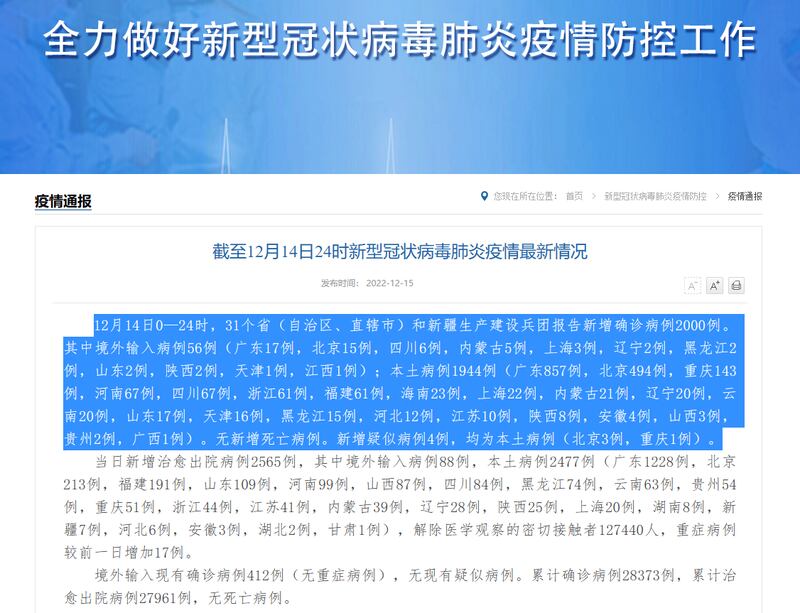 全力做好新型冠状病毒肺炎疫情防控工作
疫情通报
您现在所在位置： 首页 > 新型冠状病毒肺炎疫情防控 > 疫情通报
截至12月14日24时新型冠状病毒肺炎疫情最新情况
发布时间： 2022-12-15
A- A+
12月14日0—24时，31个省（自治区、直辖市）和新疆生产建设兵团报告新增确诊病例2000例。
其中境外输入病例56例（广东17例，北京15例，四川6例，内蒙古5例，上海3例，辽宁2例，黑龙江2
例，山东2例，陕西2例，天津1例，江西1例）；本土病例1944例（广东857例，北京494例，重庆143
例，河南67例，四川67例，浙江61例，福建61例，海南23例，上海22例，内蒙古21例，辽宁20例，云
南20例，山东17例，天津16例，黑龙江15例，河北12例，江苏10例，陕西8例，安徽4例，山西3例，
贵州2例，广西1例）。无新增死亡病例。新增疑似病例4例，均为本土病例（北京3例，重庆1例）。
当日新增治愈出院病例2565例，其中境外输入病例88例，本土病例2477例（广东1228例，北京
213例，福建191例，山东109例，河南99例，山西87例，四川84例，黑龙江74例，云南63例，贵州54
例，重庆51例，浙江44例，江苏41例，内蒙古39例，辽宁28例，陕西25例，上海20例，湖南8例，新
疆7例，河北6例，安徽3例，湖北2例，甘肃1例），解除医学观察的密切接触者127440人，重症病例
较前一日增加17例。
境外输入现有确诊病例412例（无重症病例），无现有疑似病例。累计确诊病例28373例，累计治
愈出院病例27961例，无死亡病例。